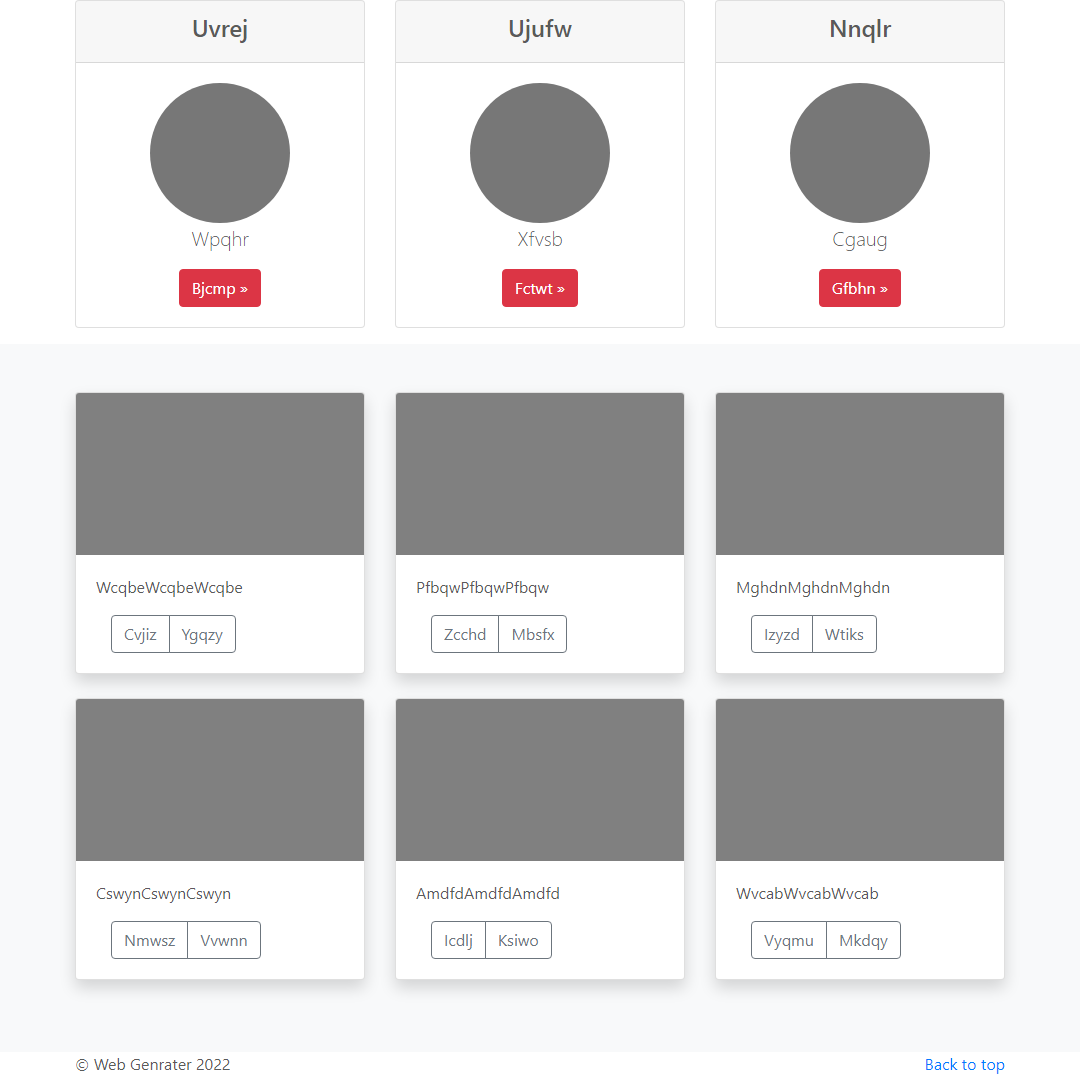 Uvrej
Ujufw
Nnqlr
Wpqhr
Xfvsb
Cgaug
Bjcmp »
Fctwt »
Gfbhn »
WcqbeWcqbeWcqbe
PfbqwPfbqwPfbqw
MghdnMghdnMghdn
Cvjiz Ygqzy
Zcchd Mbsfx
Izyzd Wtiks
CswynCswynCswyn
AmdfdAmdfdAmdfd
WvcabWvcabWvcab
Nmwsz Vvwnn
Icdlj Ksiwo
Vyqmu Mkdqy
© Web Genrater 2022
Back to top